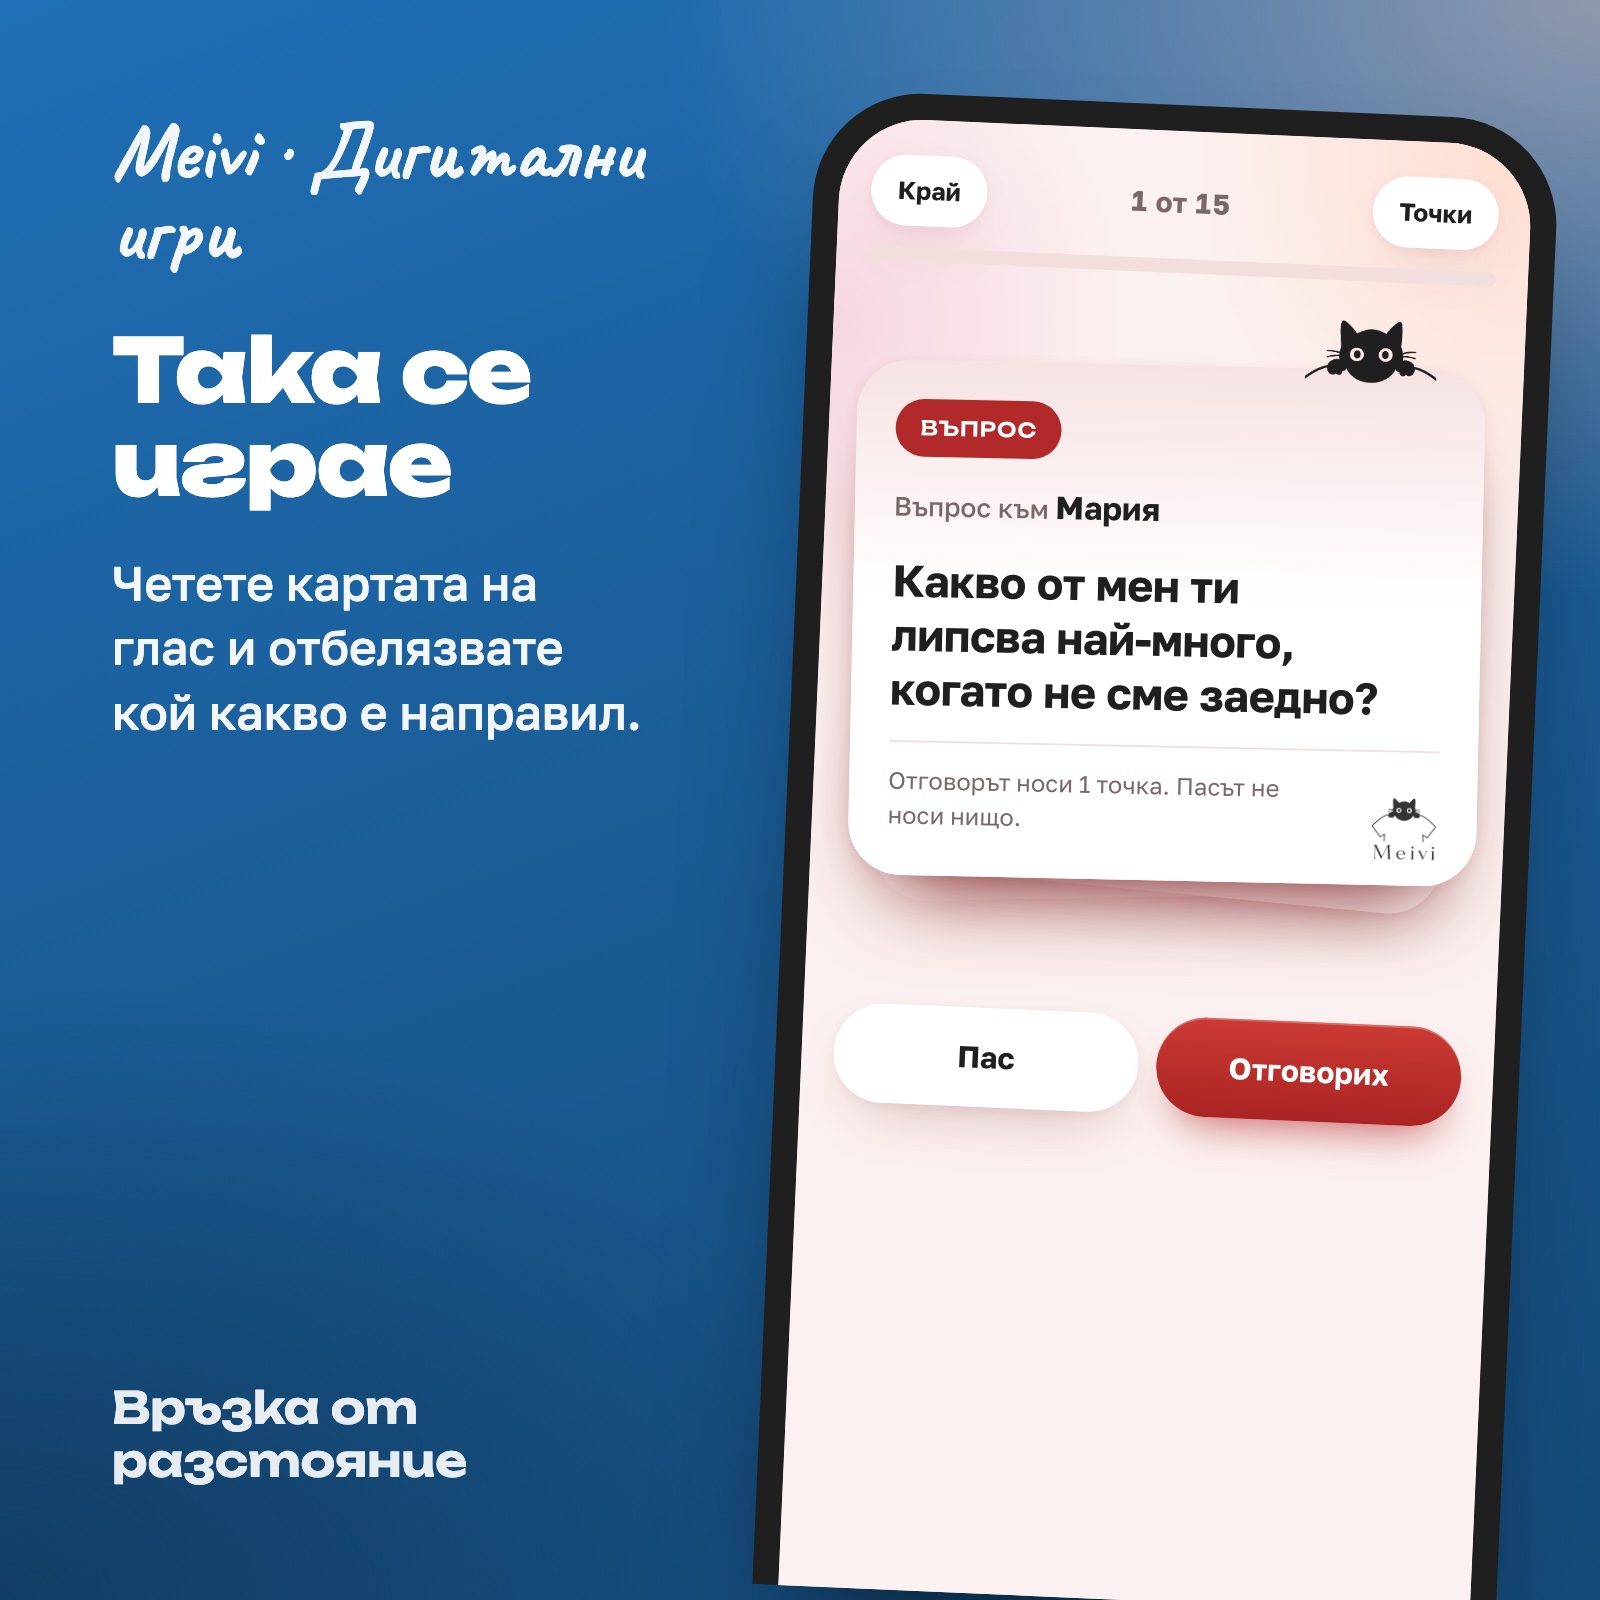 Meivi · Дигитални
игри
Така се
играе
Четете картата на
глас и отбелязвате
кой какво е направил.
Връзка от
разстояние
Край
1 от 15
Точки
ВЪПРОС
Въпрос към Мария
Какво от мен ти
липсва най-много,
когато не сме заедно?
Отговорът носи 1 точка. Пасът не
носи нищо.
Meivi
Пас
Отговорих